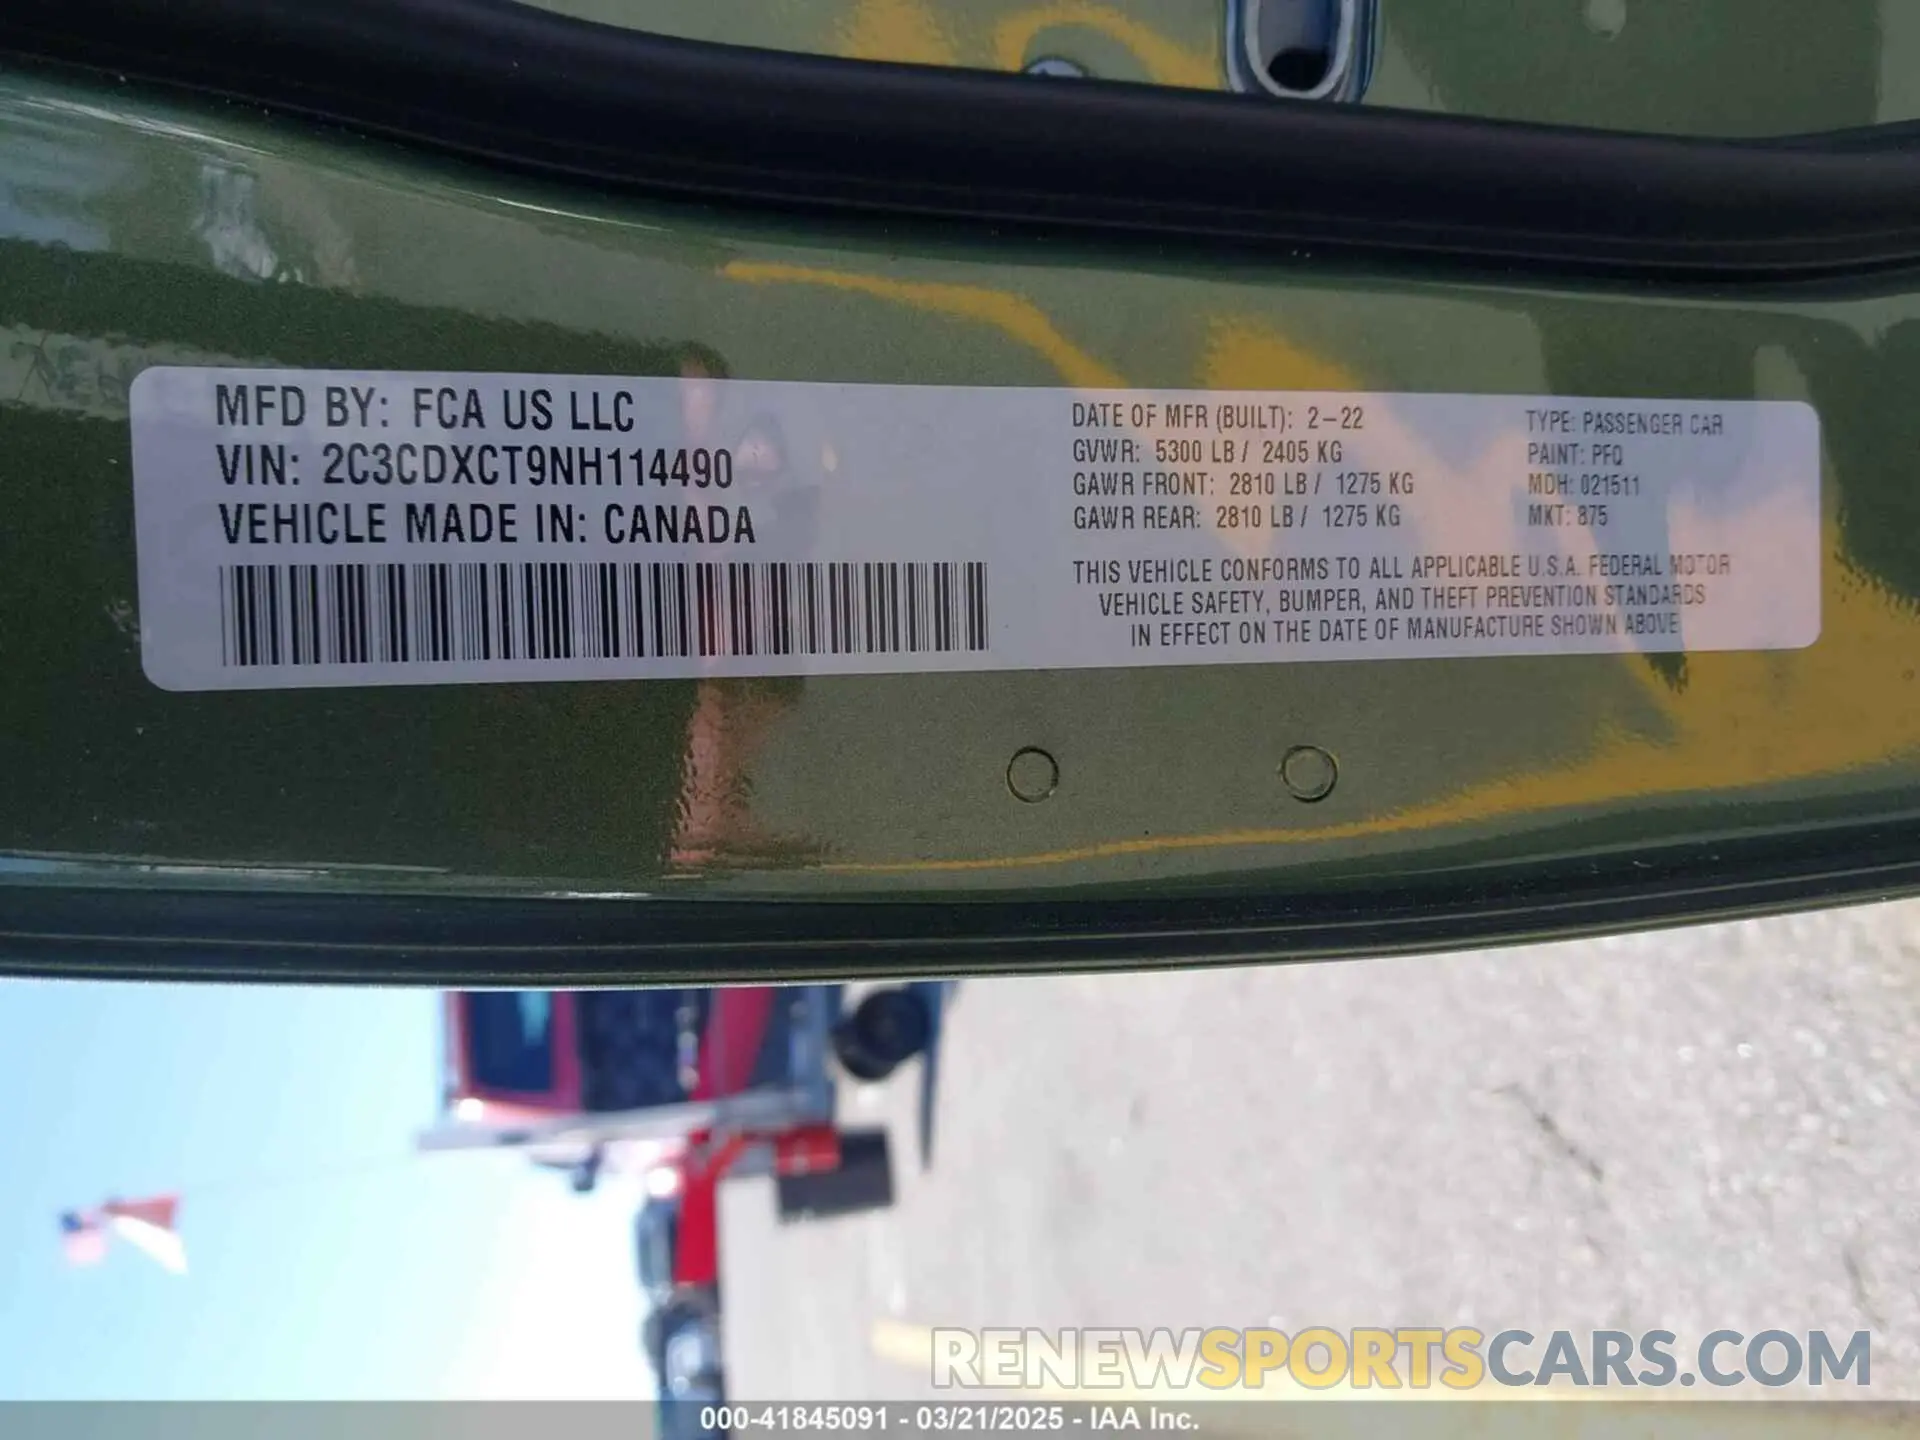 MFD BY: FCA US LLC
VIN: 2C3CDXCT9NH114490
VEHICLE MADE IN: CANADA
DATE OF MFR (BUILT): 2-22
GVWR: 5300 LB / 2405 KG
GAWR FRONT: 2810 LB / 1275 KG
GAWR REAR: 2810 LB / 1275 KG
TYPE: PASSENGER CAR
PAINT: PFQ
MDH: 021511
MKT: 875
THIS VEHICLE CONFORMS TO ALL APPLICABLE U.S.A. FEDERAL MOTOR
VEHICLE SAFETY, BUMPER, AND THEFT PREVENTION STANDARDS
IN EFFECT ON THE DATE OF MANUFACTURE SHOWN ABOVE
RENEWSPORTSCARS.COM
000-41845091 - 03/21/2025 - IAA Inc.